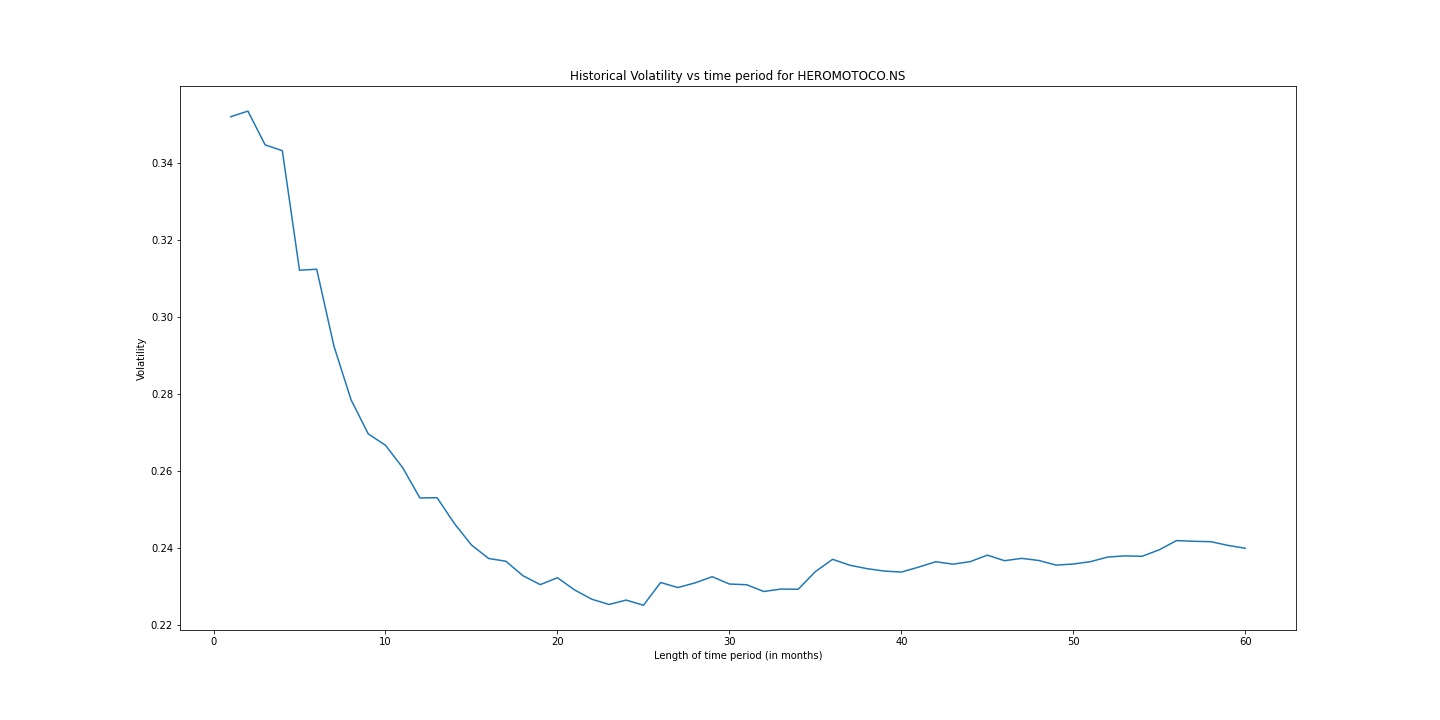 Historical Volatility vs time period for HEROMOTOCO.NS
0.34
0.32
0.30
0.28
0.26
0.24
0.22
Volatility
0 10 20 30 40 50 60
Length of time period (in months)